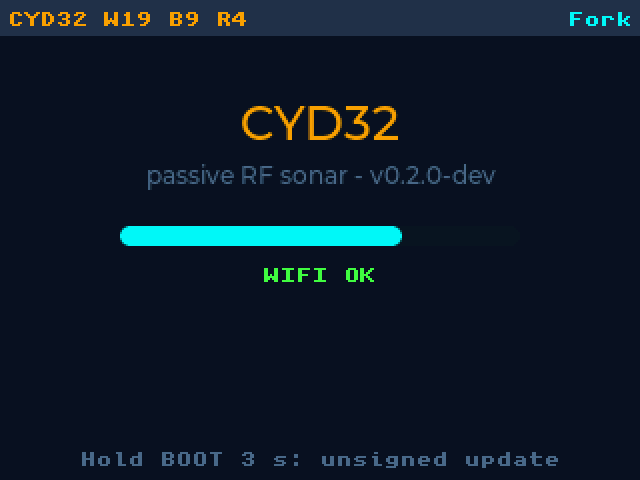 CYD32 W19 B9 R4 Fork
CYD32
passive RF sonar - v0.2.0-dev
WIFI OK
Hold BOOT 3 s: unsigned update